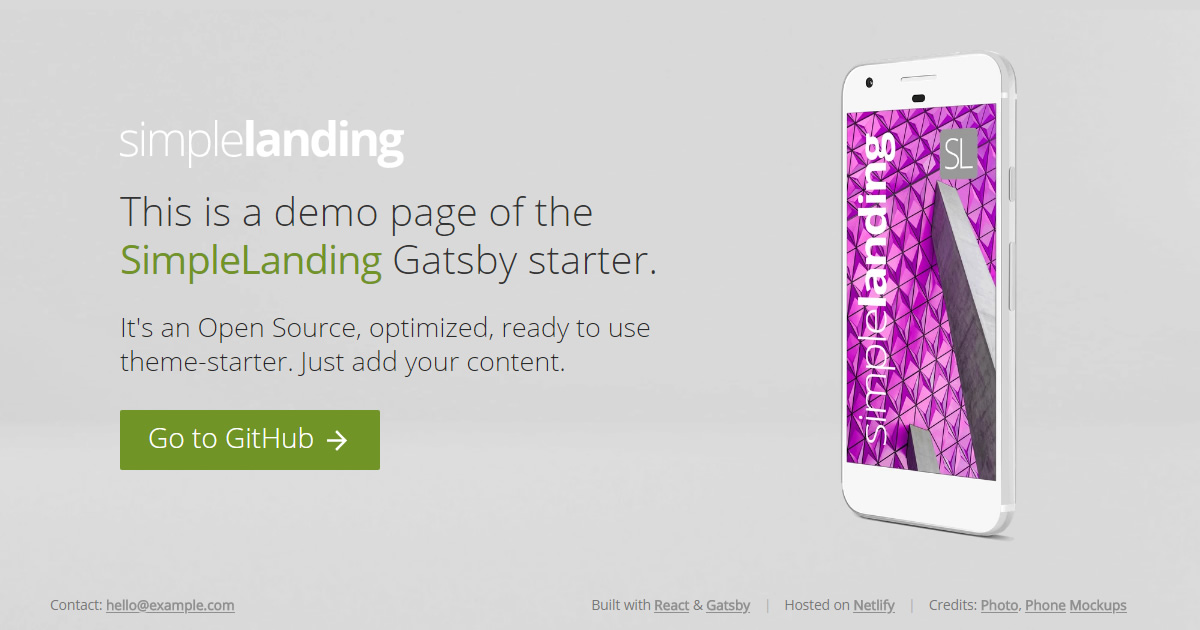 simplelanding
This is a demo page of the
SimpleLanding Gatsby starter.
It's an Open Source, optimized, ready to use
theme-starter. Just add your content.
Go to GitHub →
simplelanding
SL
Contact: hello@example.com
Built with React & Gatsby | Hosted on Netlify | Credits: Photo, Phone Mockups